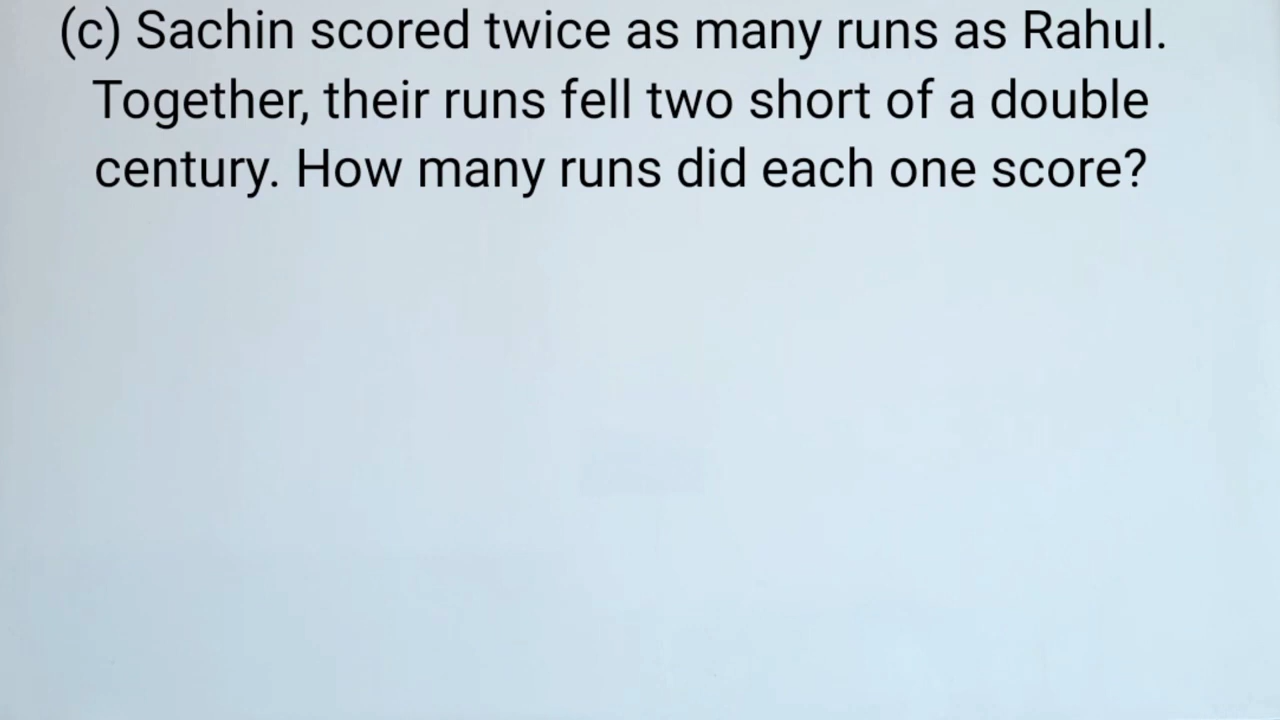 (c) Sachin scored twice as many runs as Rahul.
Together, their runs fell two short of a double
century. How many runs did each one score?